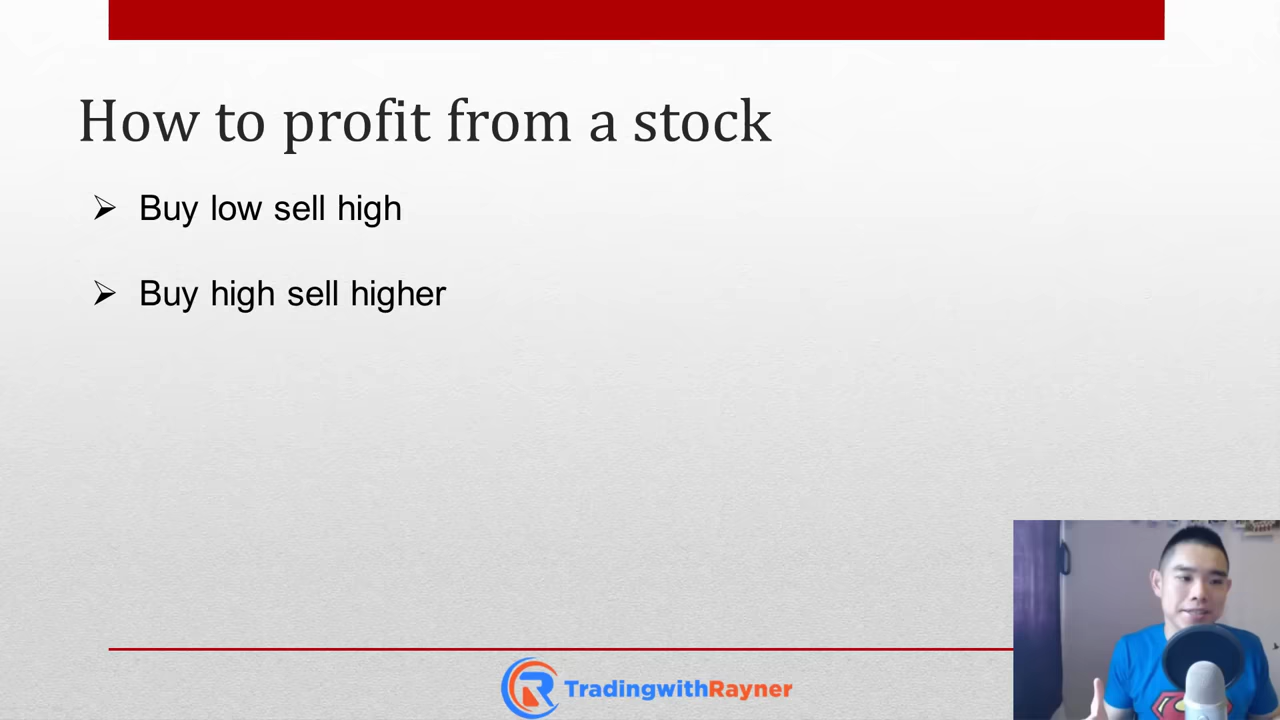 How to profit from a stock
Buy low sell high
Buy high sell higher
TradingwithRayner